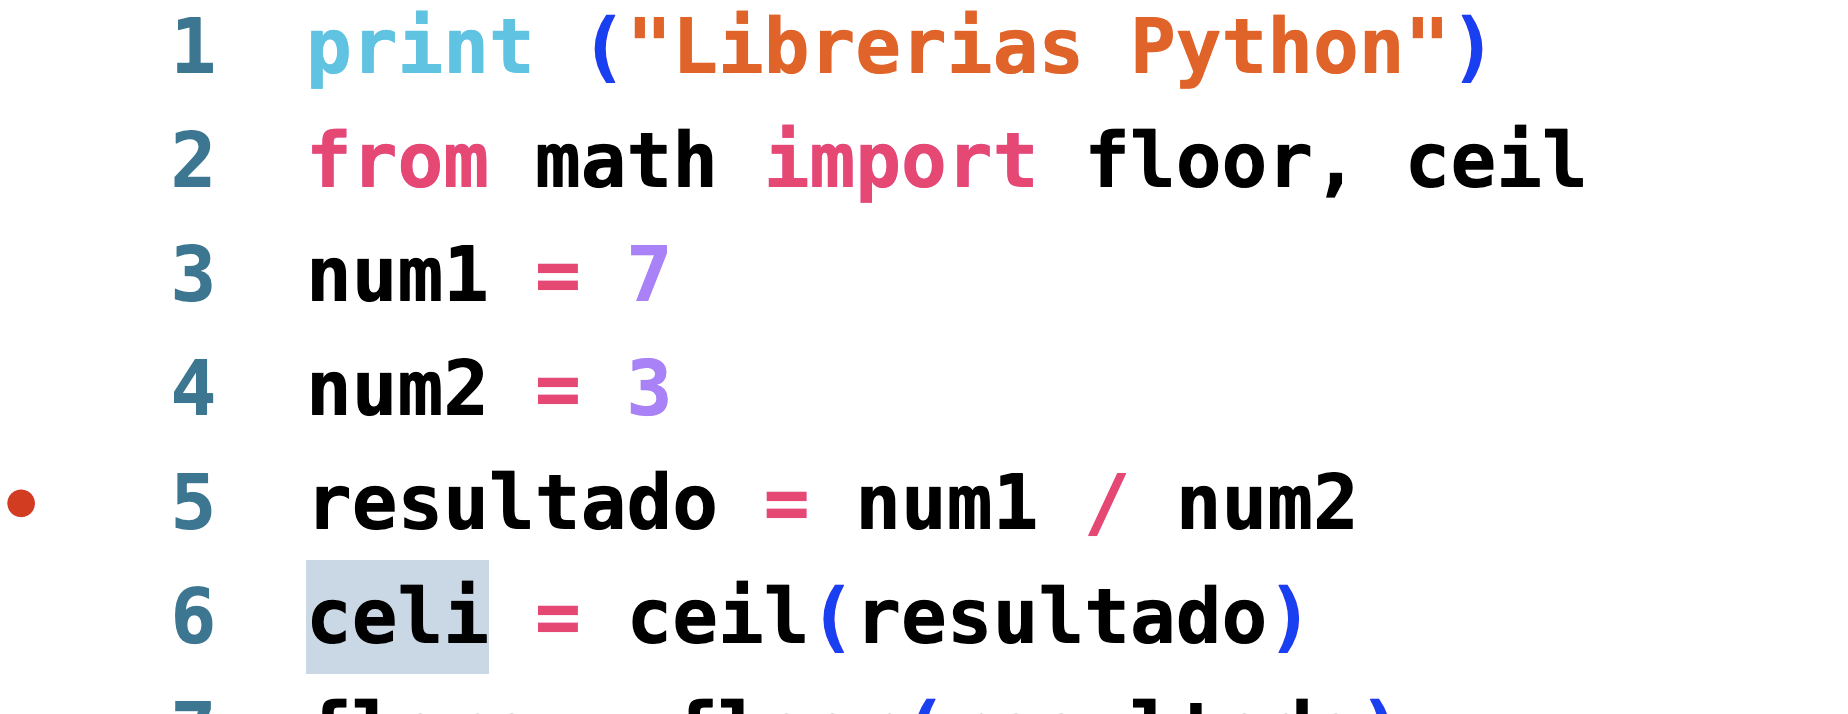 1 print ("Librerias Python")
2 from math import floor, ceil
3 num1 = 7
4 num2 = 3
5 resultado = num1 / num2
6 celi = ceil(resultado)